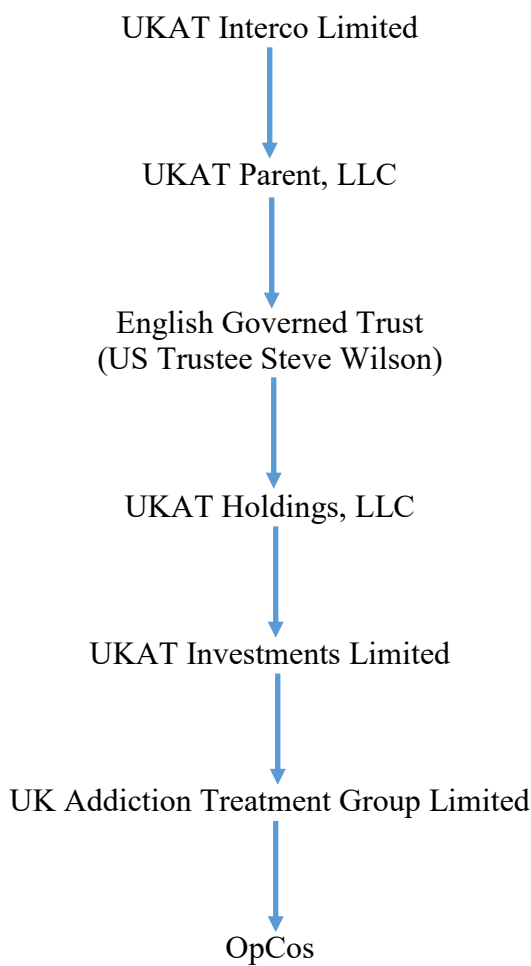 UKAT Interco Limited
UKAT Parent, LLC
English Governed Trust
(US Trustee Steve Wilson)
UKAT Holdings, LLC
UKAT Investments Limited
UK Addiction Treatment Group Limited
OpCos